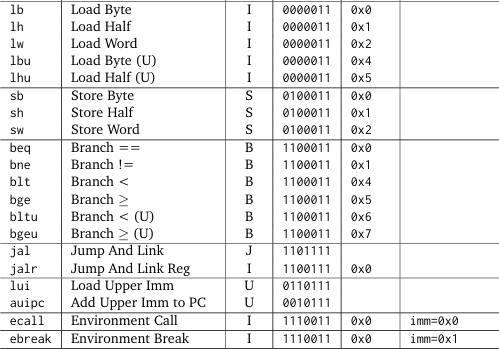 lb Load Byte I 0000011 0x0
lh Load Half I 0000011 0x1
lw Load Word I 0000011 0x2
lbu Load Byte (U) I 0000011 0x4
lhu Load Half (U) I 0000011 0x5
sb Store Byte S 0100011 0x0
sh Store Half S 0100011 0x1
sw Store Word S 0100011 0x2
beq Branch == B 1100011 0x0
bne Branch != B 1100011 0x1
blt Branch < B 1100011 0x4
bge Branch ≥ B 1100011 0x5
bltu Branch < (U) B 1100011 0x6
bgeu Branch ≥ (U) B 1100011 0x7
jal Jump And Link J 1101111
jalr Jump And Link Reg I 1100111 0x0
lui Load Upper Imm U 0110111
auipc Add Upper Imm to PC U 0010111
ecall Environment Call I 1110011 0x0 imm=0x0
ebreak Environment Break I 1110011 0x0 imm=0x1